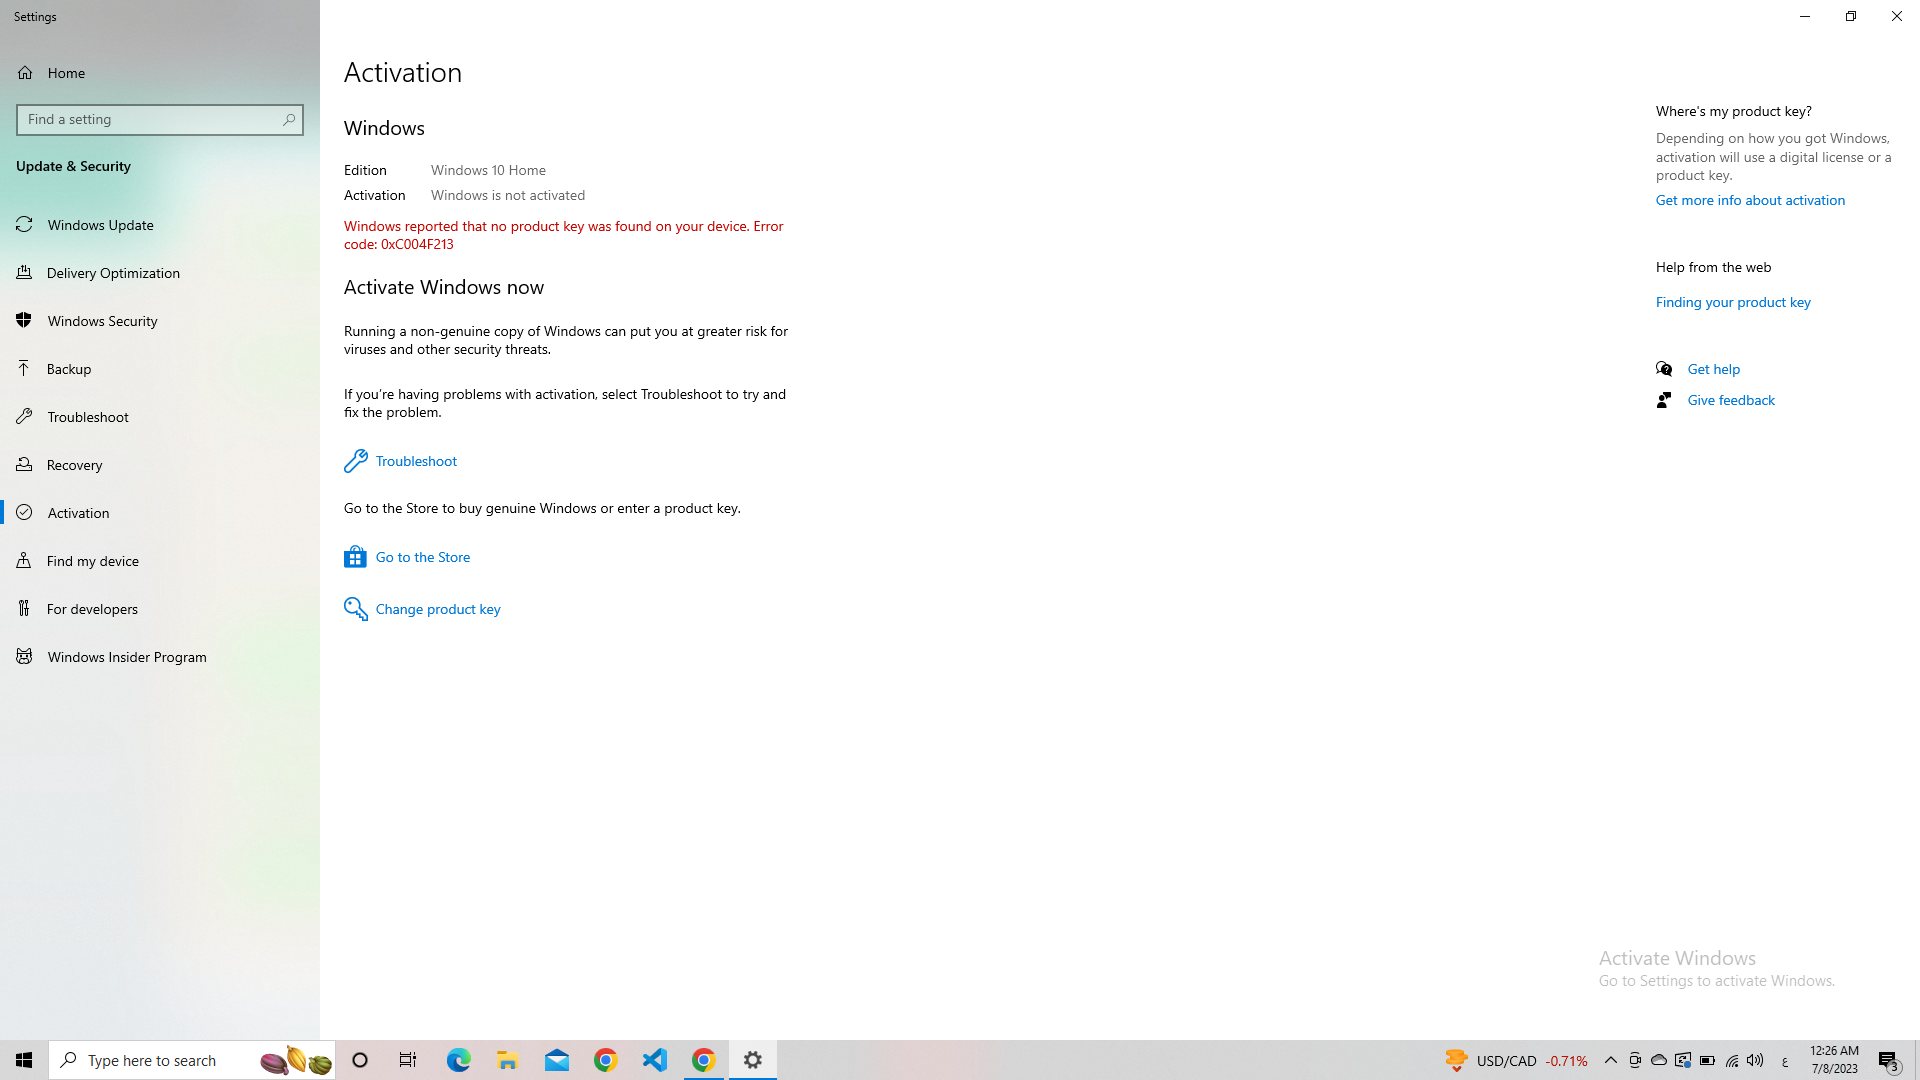 Settings
Home
Find a setting
Update & Security
Windows Update
Delivery Optimization
Windows Security
Backup
Troubleshoot
Recovery
Activation
Find my device
For developers
Windows Insider Program
Activation
Windows
Edition Windows 10 Home
Activation Windows is not activated
Windows reported that no product key was found on your device. Error
code: 0xC004F213
Activate Windows now
Running a non-genuine copy of Windows can put you at greater risk for
viruses and other security threats.
If you're having problems with activation, select Troubleshoot to try and
fix the problem.
Troubleshoot
Go to the Store to buy genuine Windows or enter a product key.
Go to the Store
Change product key
Where's my product key?
Depending on how you got Windows,
activation will use a digital license or a
product key.
Get more info about activation
Help from the web
Finding your product key
Get help
Give feedback
Activate Windows
Go to Settings to activate Windows.
Type here to search
USD/CAD -0.71%
ع
12:26 AM
7/8/2023
3